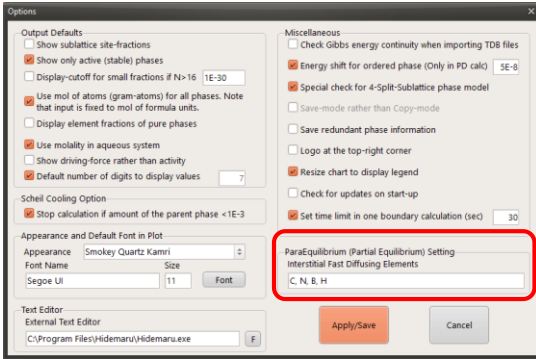 Options
Output Defaults
Show sublattice site-fractions
Show only active (stable) phases
Display-cutoff for small fractions if N>16 1E-30
Use mol of atoms (gram-atoms) for all phases. Note
that input is fixed to mol of formula units.
Display element fractions of pure phases
Use molality in aqueous system
Show driving-force rather than activity
Default number of digits to display values 7
Scheil Cooling Option
Stop calculation if amount of the parent phase <1E-3
Appearance and Default Font in Plot
Appearance Smokey Quartz Kamri
Font Name Size
Segoe UI 11 Font
Text Editor
External Text Editor
C:\Program Files\Hidemaru\Hidemaru.exe F
Miscellaneous
Check Gibbs energy continuity when importing TDB files
Energy shift for ordered phase (Only in PD calc) 5E-8
Special check for 4-Split-Sublattice phase model
Save-mode rather than Copy-mode
Save redundant phase information
Logo at the top-right corner
Resize chart to display legend
Check for updates on start-up
Set time limit in one boundary calculation (sec) 30
ParaEquilibrium (Partial Equilibrium) Setting
Interstitial Fast Diffusing Elements
C, N, B, H
Apply/Save Cancel